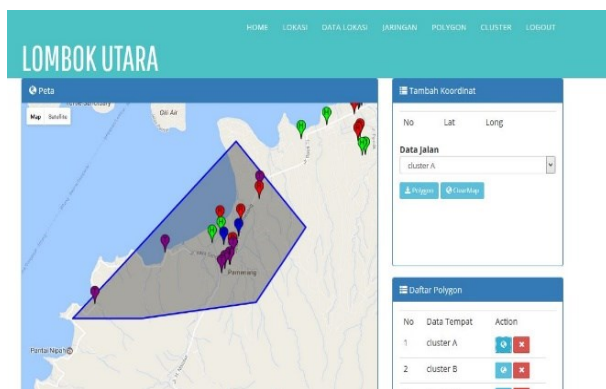 HOME LOKASI DATA LOKASI JARINGAN POLYGON CLUSTER LOGOUT
LOMBOK UTARA
Peta
Map Satellite
Gili Air
H
H
H
H
Pemenang
Pantai Nipah
Tambah Koordinat
No Lat Long
Data Jalan
cluster A
Polygon ClearMap
Daftar Polygon
No Data Tempat Action
1 cluster A
2 cluster B